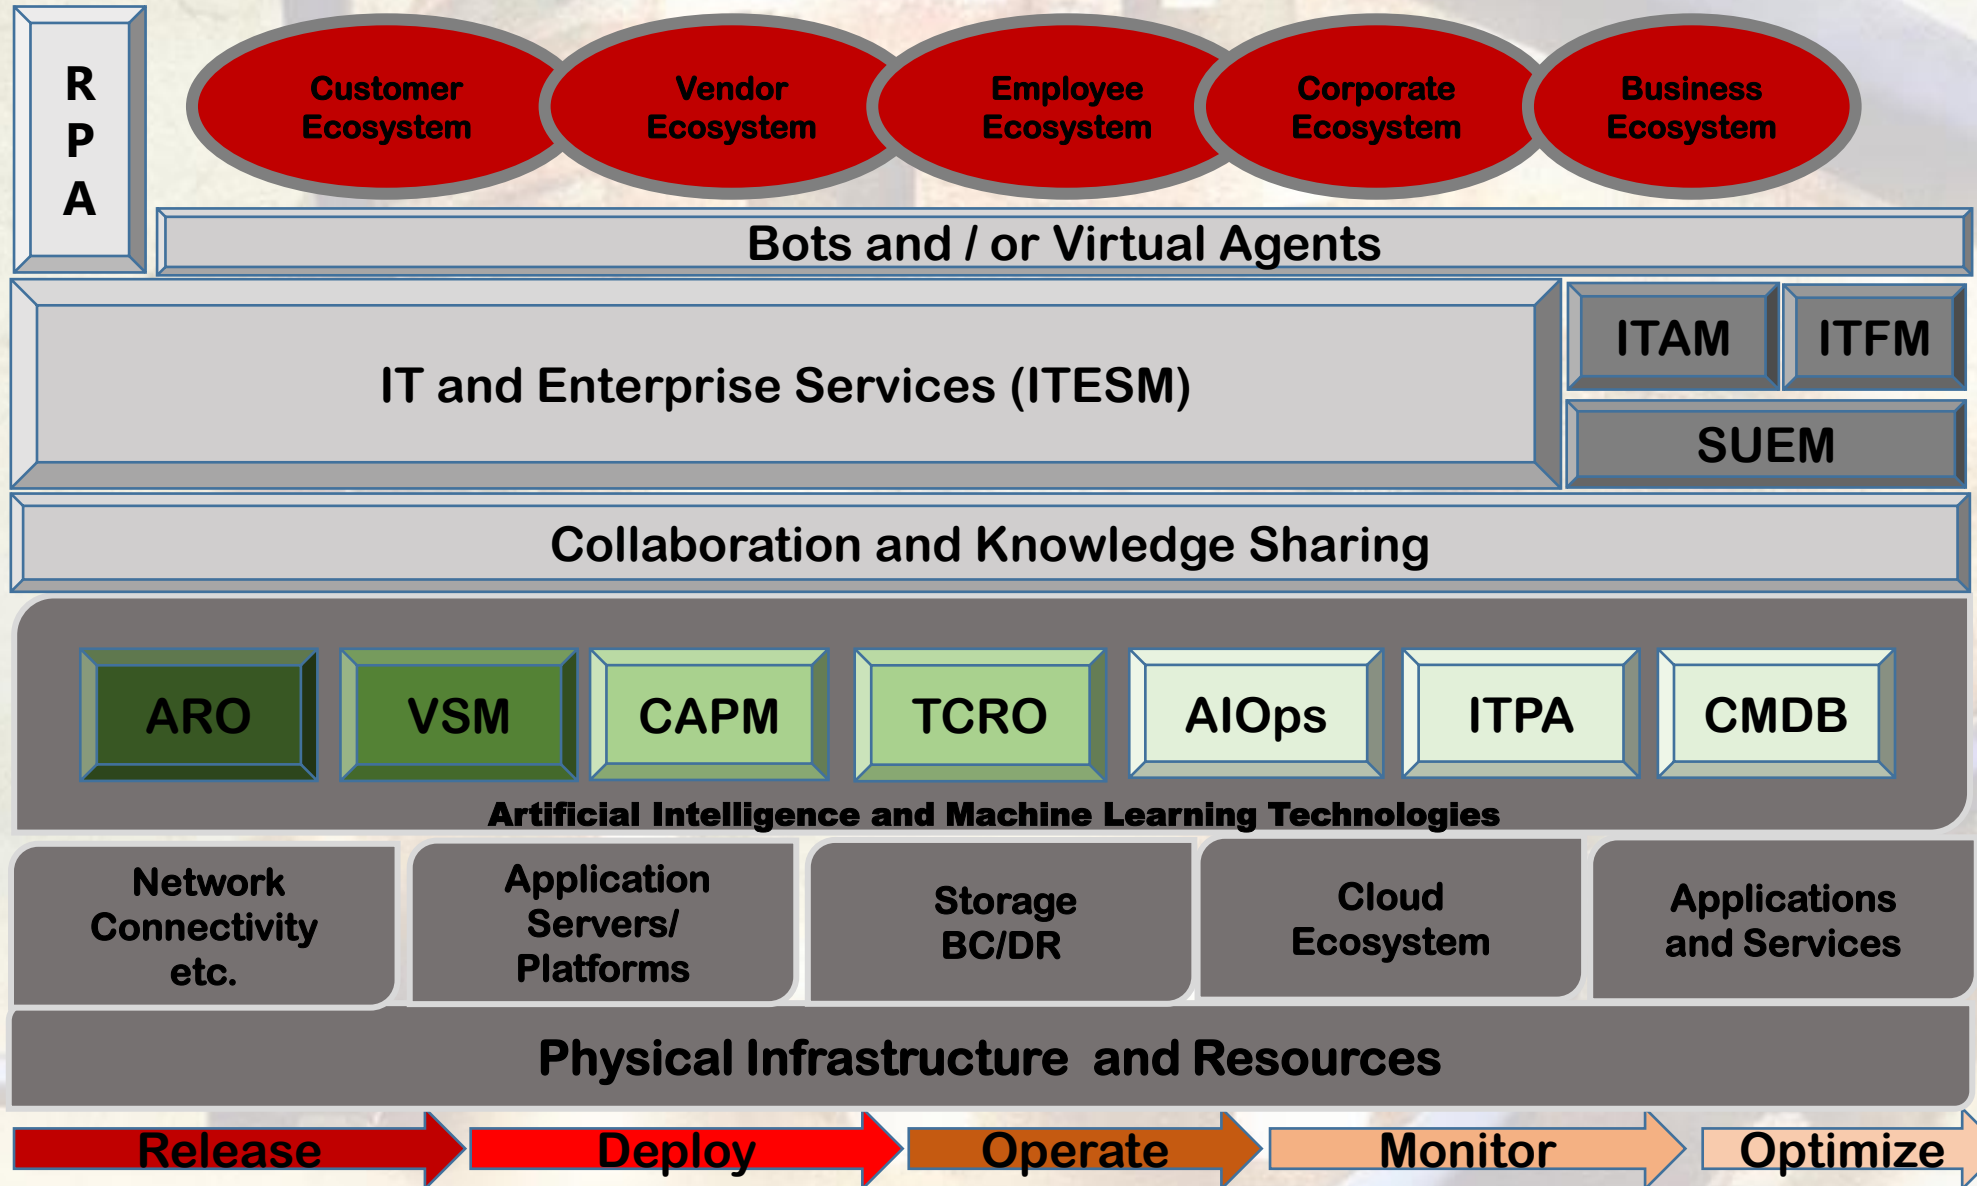 R
P
A
Customer
Ecosystem
Vendor
Ecosystem
Employee
Ecosystem
Corporate
Ecosystem
Business
Ecosystem
Bots and / or Virtual Agents
IT and Enterprise Services (ITESM)
ITAM
ITFM
SUEM
Collaboration and Knowledge Sharing
ARO
VSM
CAPM
TCRO
AIOps
ITPA
CMDB
Artificial Intelligence and Machine Learning Technologies
Network
Connectivity
etc.
Application
Servers/
Platforms
Storage
BC/DR
Cloud
Ecosystem
Applications
and Services
Physical Infrastructure and Resources
Release
Deploy
Operate
Monitor
Optimize